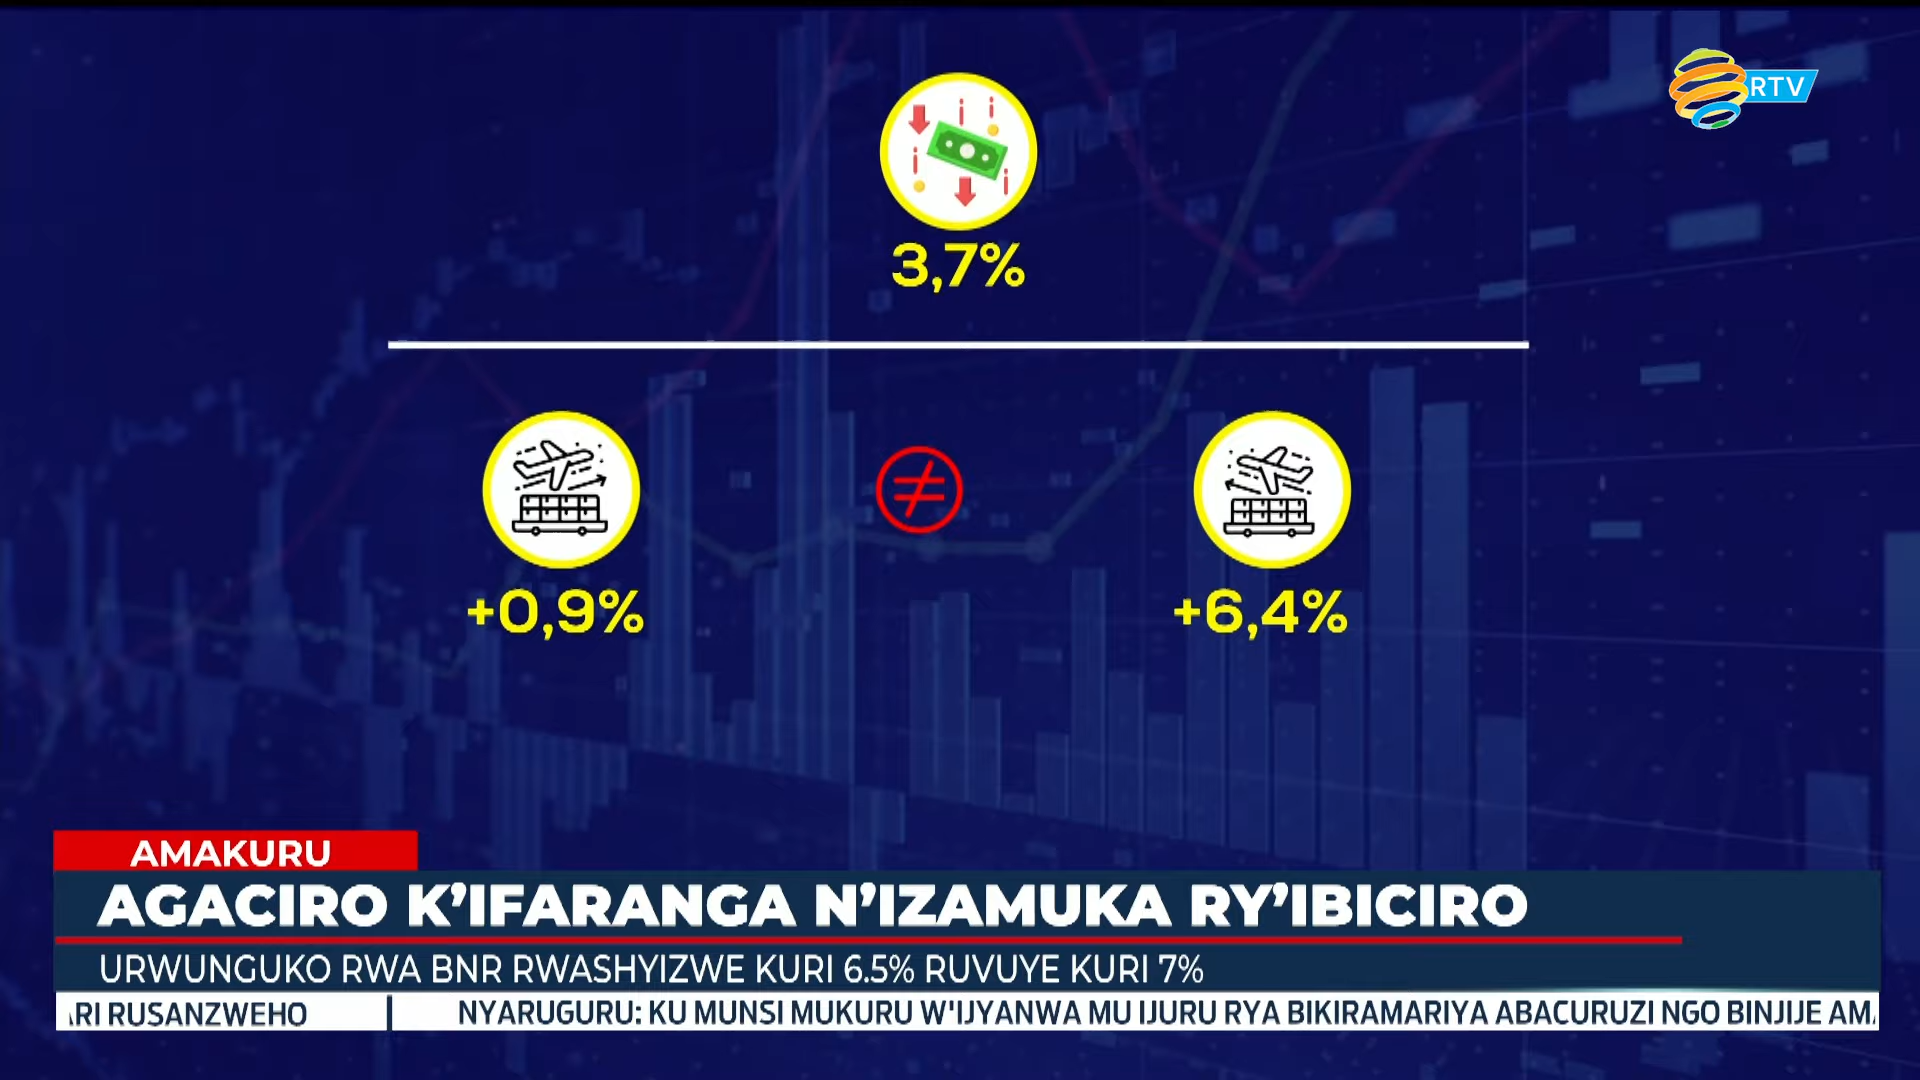 RTV
3,7%
+0,9%
+6,4%
AMAKURU
AGACIRO K'IFARANGA N'IZAMUKA RY'IBICIRO
URWUNGUKO RWA BNR RWASHYIZWE KURI 6.5% RUVUYE KURI 7%
RI RUSANZWEHO
NYARUGURU: KU MUNSI MUKURU W'IJYANWA MU IJURU RYA BIKIRAMARIYA ABACURUZI NGO BINJIJE AM